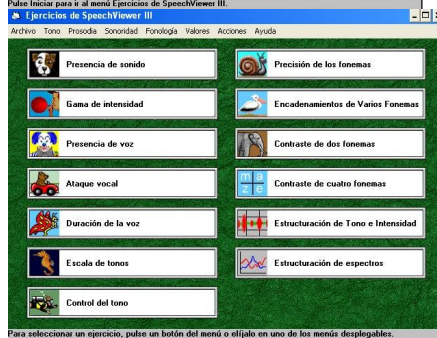 Pulse Iniciar para ir al menú Ejercicios de SpeechViewer III.
Ejercicios de SpeechViewer III
Archivo Tono Prosodia Sonoridad Fonología Valores Acciones Ayuda
Presencia de sonido
Precisión de los fonemas
Gama de intensidad
Encadenamientos de Varios Fonemas
Presencia de voz
Contraste de dos fonemas
Ataque vocal
m a
z e
Contraste de cuatro fonemas
Duración de la voz
Estructuración de Tono e Intensidad
Escala de tonos
Estructuración de espectros
Control del tono
Para seleccionar un ejercicio, pulse un botón del menú o elíjalo en uno de los menús desplegables.